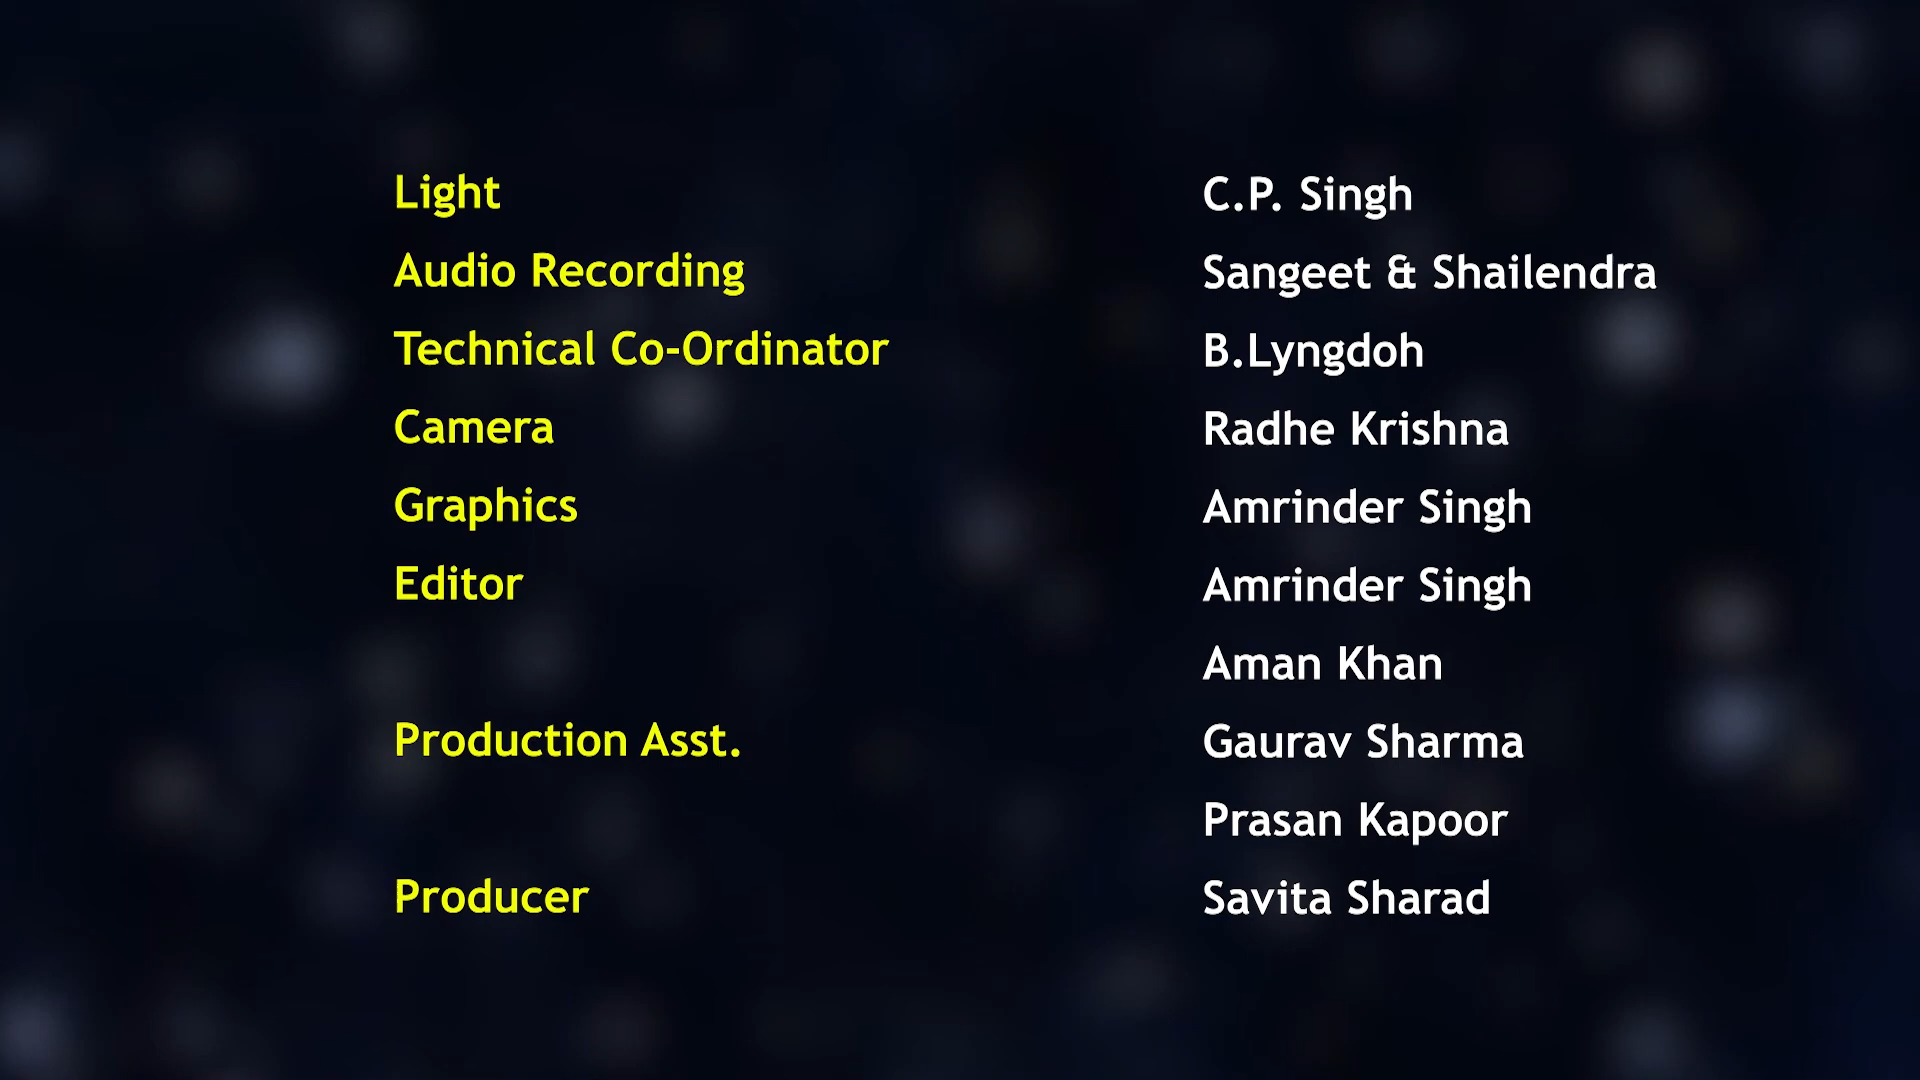 Light C.P. Singh
Audio Recording Sangeet & Shailendra
Technical Co-Ordinator B.Lyngdoh
Camera Radhe Krishna
Graphics Amrinder Singh
Editor Amrinder Singh
Aman Khan
Production Asst. Gaurav Sharma
Prasan Kapoor
Producer Savita Sharad